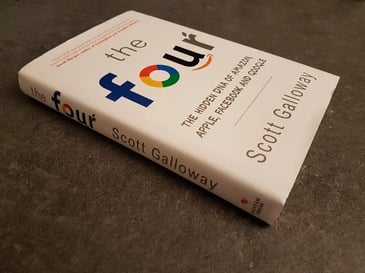 the
four
THE HIDDEN DNA OF AMAZON
APPLE, FACEBOOK AND GOOGLE
Scott Galloway
the four Scott Galloway